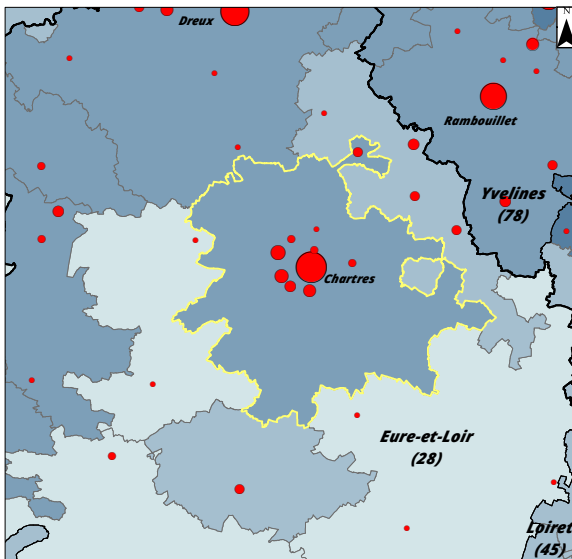 N
Dreux
Rambouillet
Yvelines
(78)
Chartres
Eure-et-Loir
(28)
Loiret
(45)